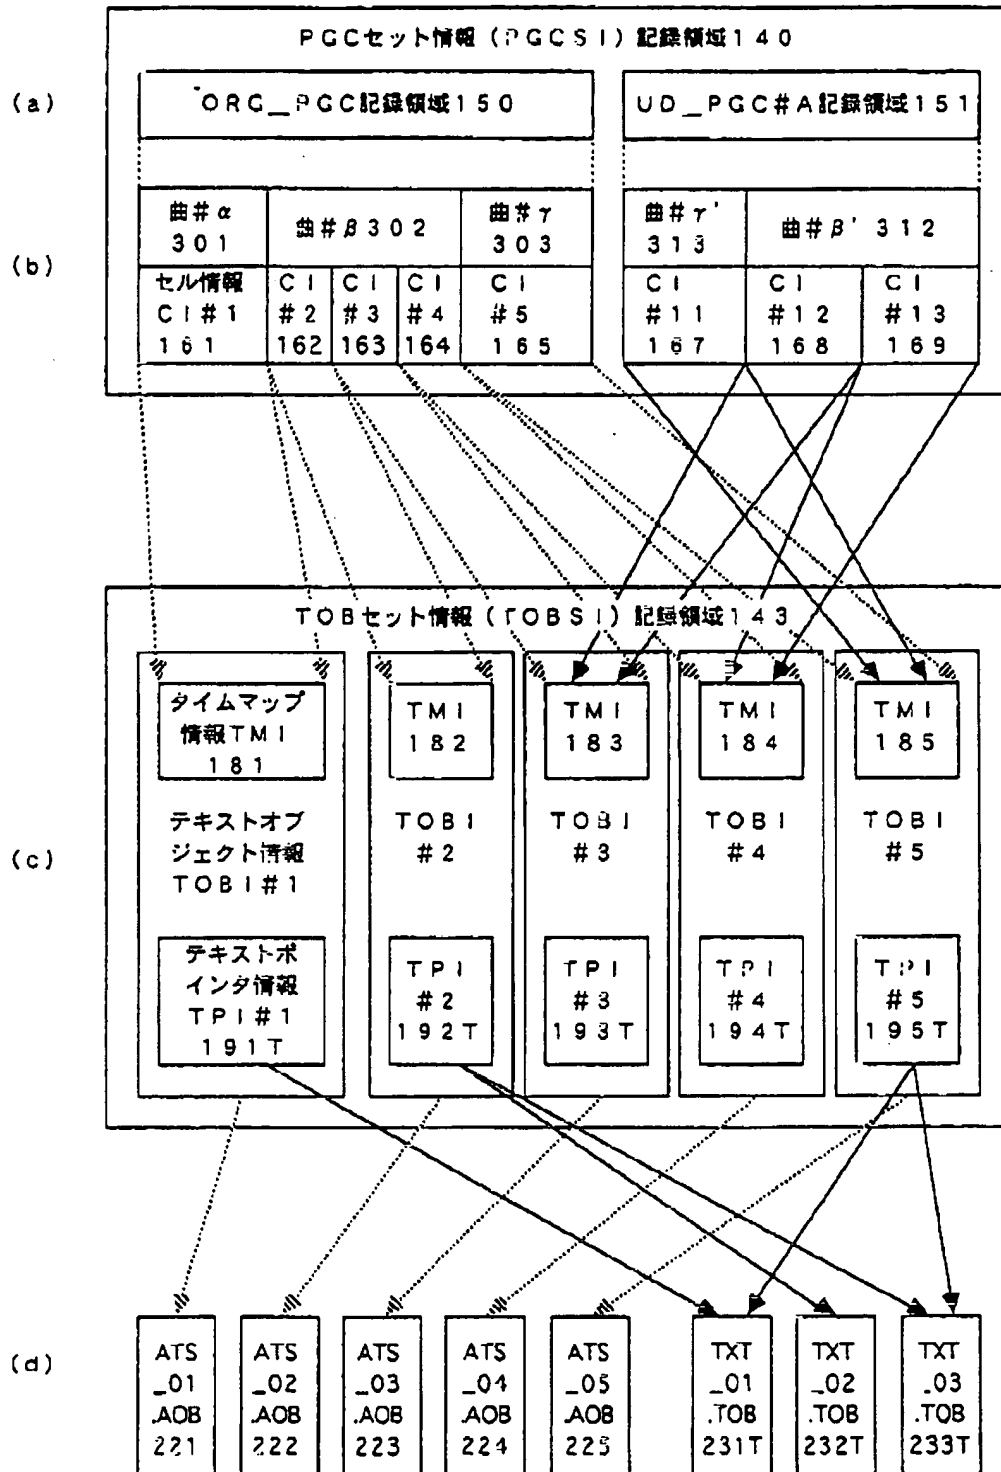 PGCセット情報（PGCSI）記録領域140
(a)
ORG_PGC記録領域150
UD_PGC#A記録領域151
(b)
曲#α
301
曲#β302
曲#γ
303
曲#γ'
313
曲#β'312
セル情報
CI#1
161
CI
#2
162
CI
#3
163
CI
#4
164
CI
#5
165
CI
#11
167
CI
#12
168
CI
#13
169
TOBセット情報（TOBSI）記録領域143
(c)
タイムマップ
情報TMI
181
TMI
182
TMI
183
TMI
184
TMI
185
テキストオブ
ジェクト情報
TOBI#1
TOBI
#2
TOBI
#3
TOBI
#4
TOBI
#5
テキストポ
インタ情報
TPI#1
191T
TPI
#2
192T
TPI
#3
193T
TPI
#4
194T
TPI
#5
195T
(d)
ATS
_01
.AOB
221
ATS
_02
.AOB
222
ATS
_03
.AOB
223
ATS
_04
.AOB
224
ATS
_05
.AOB
225
TXT
_01
.TOB
231T
TXT
_02
.TOB
232T
TXT
_03
.TOB
233T